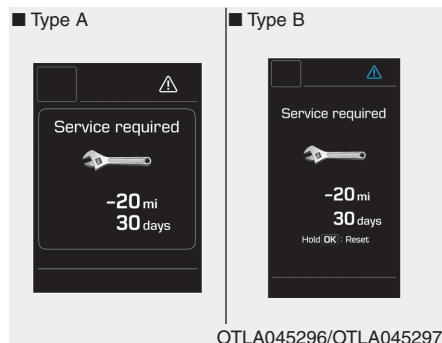 ■ Type A
Service required
-20 mi
30 days
■ Type B
Service required
-20 mi
30 days
Hold OK : Reset
OTLA045296/OTLA045297